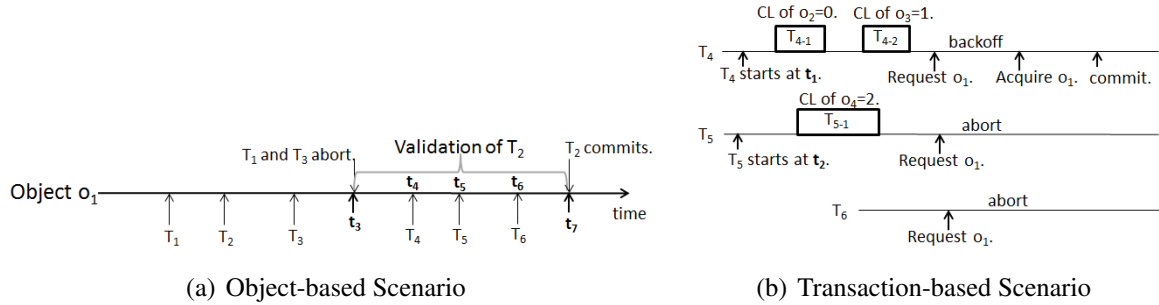 T1 and T3 abort.
Validation of T2
T2 commits.
t4 t5 t6
Object o1
time
T1 T2 T3 t3 T4 T5 T6 t7
(a) Object-based Scenario
CL of o2=0. CL of o3=1.
T4-1 T4-2 backoff
T4
T4 starts at t1. Request o1. Acquire o1. commit.
CL of o4=2.
T5-1 abort
T5
T5 starts at t2. Request o1.
abort
T6
Request o1.
(b) Transaction-based Scenario